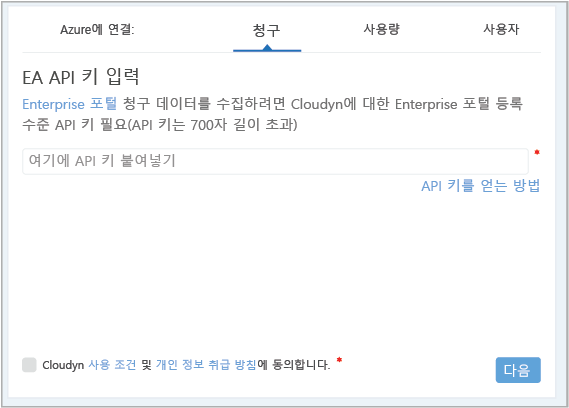 Azure에 연결: 청구 사용량 사용자
EA API 키 입력
Enterprise 포털 청구 데이터를 수집하려면 Cloudyn에 대한 Enterprise 포털 등록
수준 API 키 필요(API 키는 700자 길이 초과)
여기에 API 키 붙여넣기 *
API 키를 얻는 방법
Cloudyn 사용 조건 및 개인 정보 취급 방침에 동의합니다. * 다음